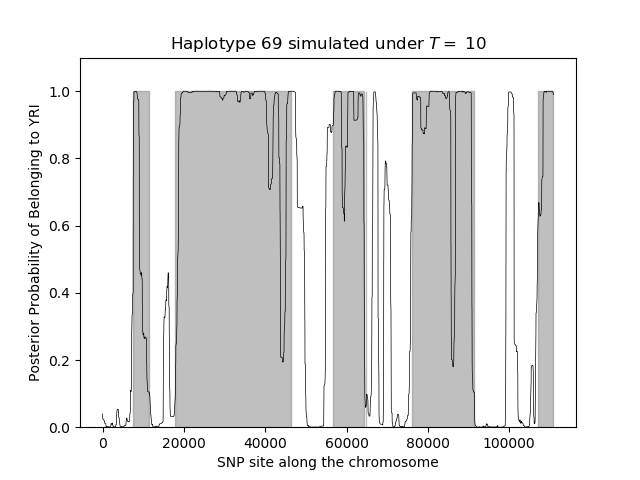 Haplotype 69 simulated under T = 10
Posterior Probability of Belonging to YRI
1.0
0.8
0.6
0.4
0.2
0.0
0 20000 40000 60000 80000 100000
SNP site along the chromosome